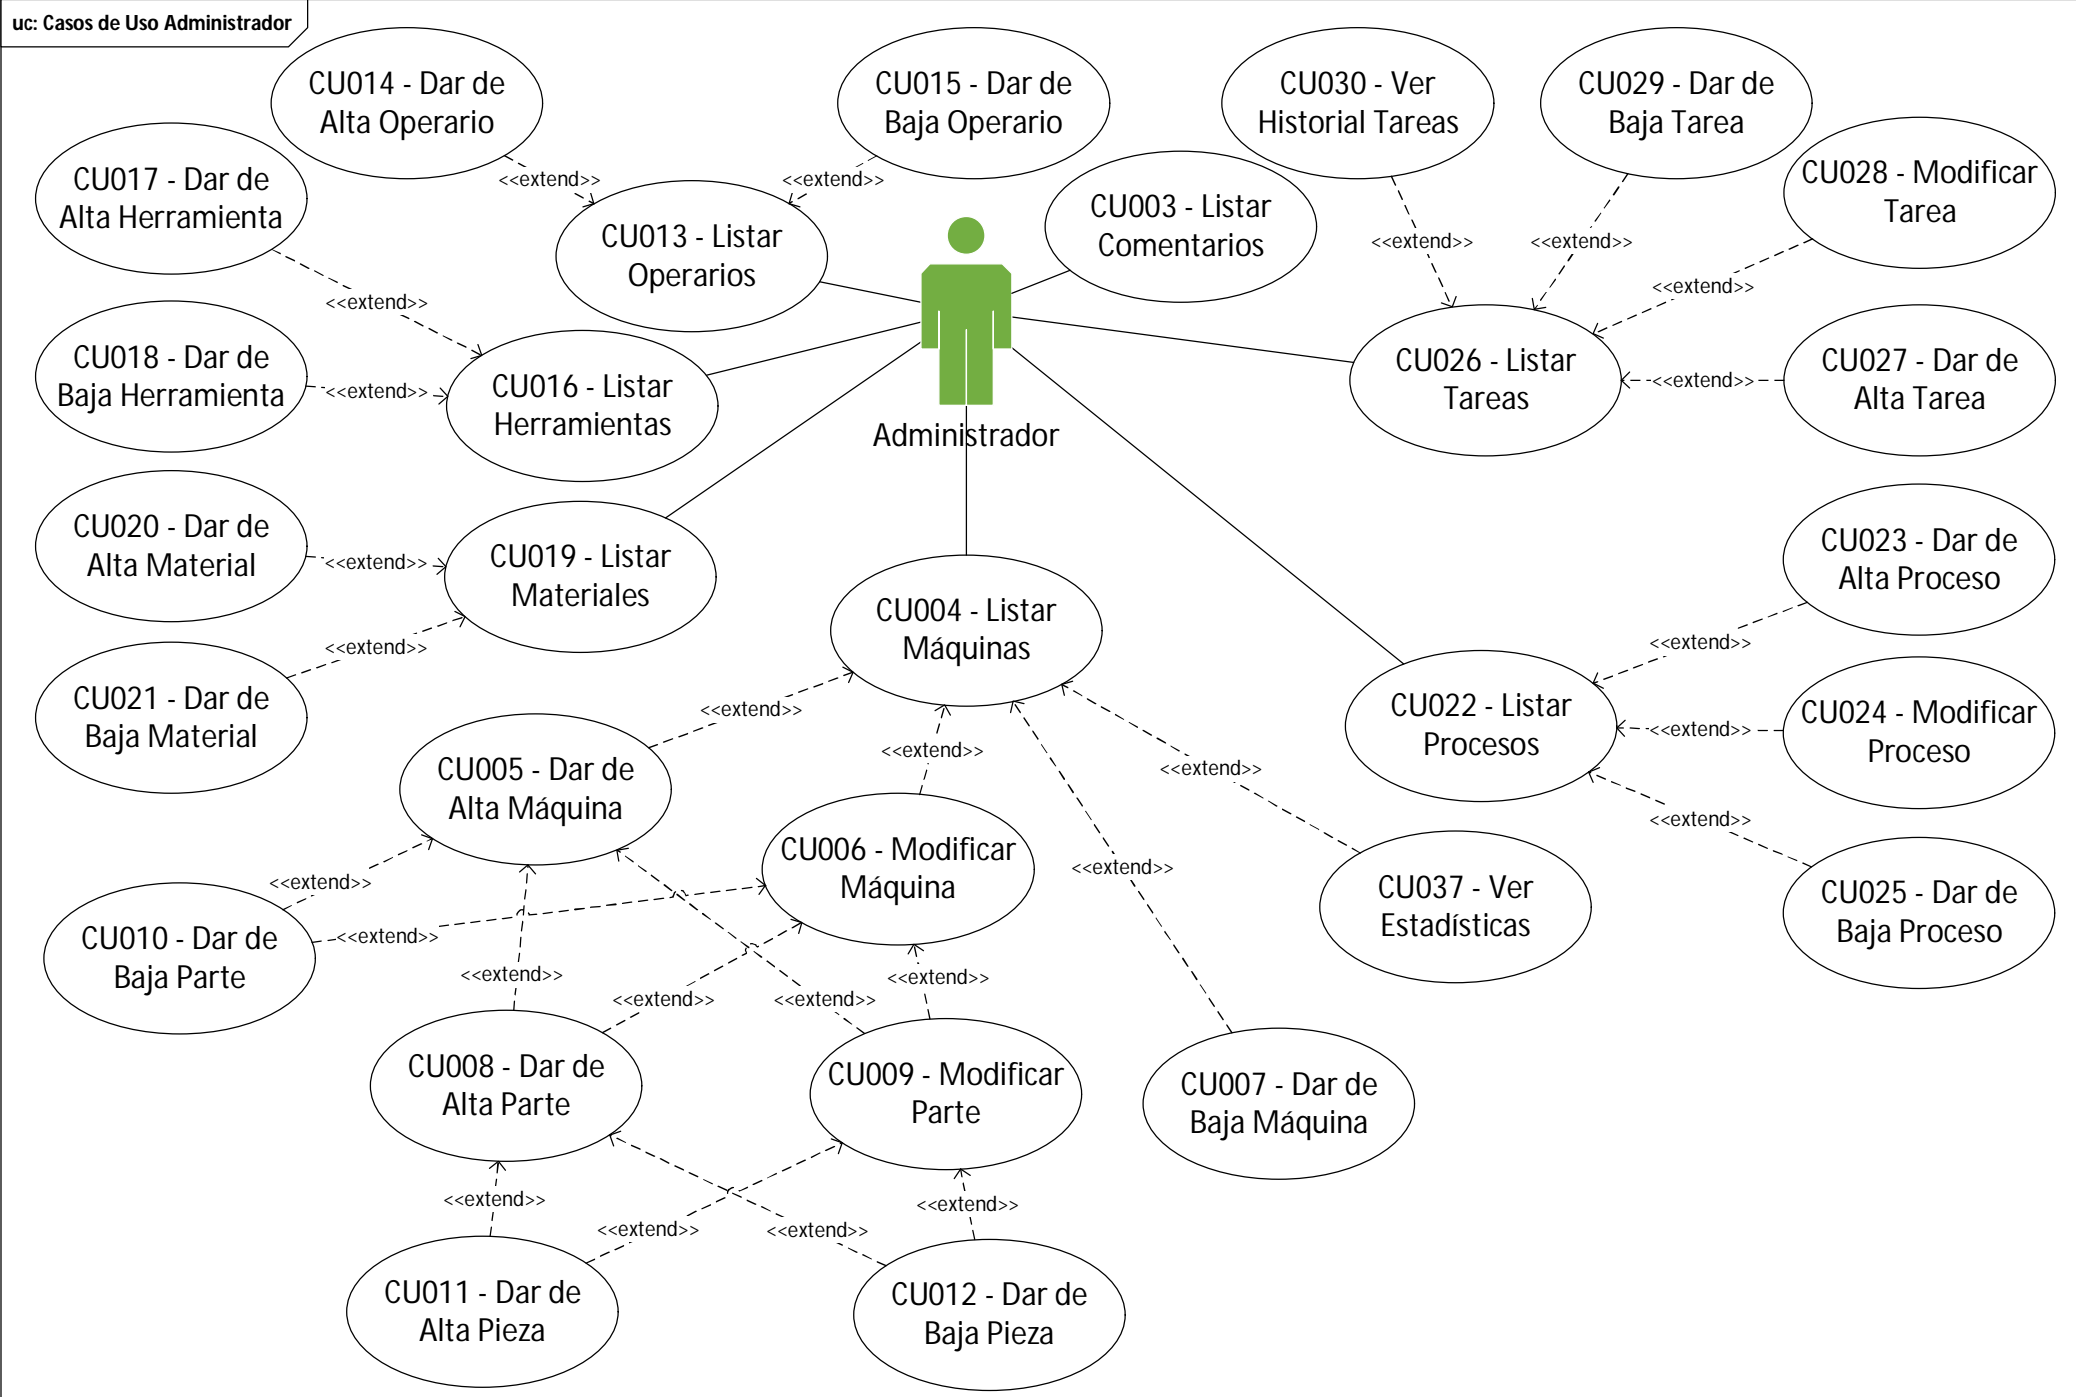 uc: Casos de Uso Administrador
CU014 - Dar de
Alta Operario
CU015 - Dar de
Baja Operario
CU030 - Ver
Historial Tareas
CU029 - Dar de
Baja Tarea
CU028 - Modificar
Tarea
CU017 - Dar de
Alta Herramienta
<<extend>>
<<extend>>
CU003 - Listar
Comentarios
CU013 - Listar
Operarios
<<extend>>
<<extend>>
<<extend>>
<<extend>>
CU018 - Dar de
Baja Herramienta
<<extend>>
CU016 - Listar
Herramientas
Administrador
CU026 - Listar
Tareas
<<extend>>
CU027 - Dar de
Alta Tarea
CU020 - Dar de
Alta Material
<<extend>>
CU019 - Listar
Materiales
CU023 - Dar de
Alta Proceso
CU004 - Listar
Máquinas
<<extend>>
<<extend>>
CU021 - Dar de
Baja Material
<<extend>>
CU022 - Listar
Procesos
<<extend>>
CU024 - Modificar
Proceso
<<extend>>
<<extend>>
CU005 - Dar de
Alta Máquina
<<extend>>
CU006 - Modificar
Máquina
<<extend>>
<<extend>>
CU037 - Ver
Estadísticas
CU025 - Dar de
Baja Proceso
CU010 - Dar de
Baja Parte
<<extend>>
<<extend>>
<<extend>>
<<extend>>
<<extend>>
CU008 - Dar de
Alta Parte
CU009 - Modificar
Parte
CU007 - Dar de
Baja Máquina
<<extend>>
<<extend>>
<<extend>>
<<extend>>
CU011 - Dar de
Alta Pieza
CU012 - Dar de
Baja Pieza